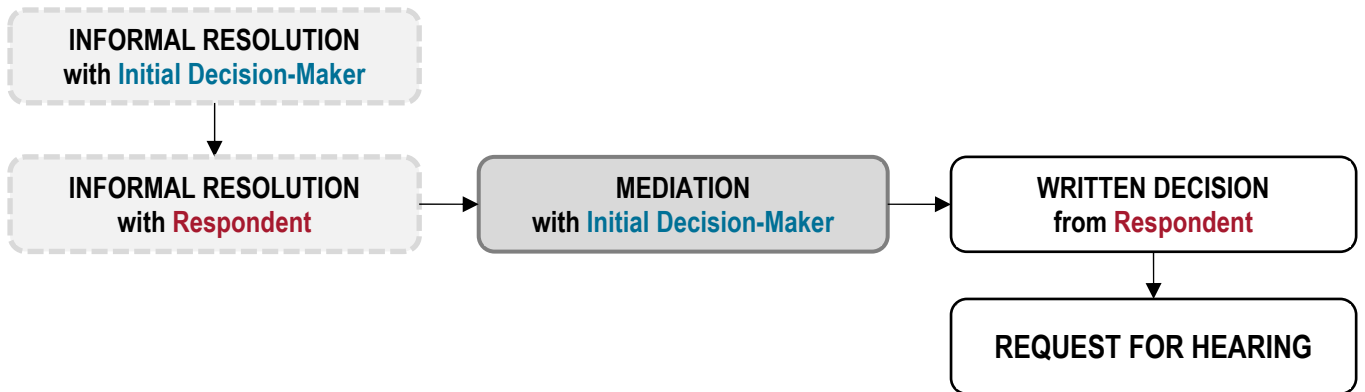 INFORMAL RESOLUTION
with Initial Decision-Maker
INFORMAL RESOLUTION
with Respondent
MEDIATION
with Initial Decision-Maker
WRITTEN DECISION
from Respondent
REQUEST FOR HEARING